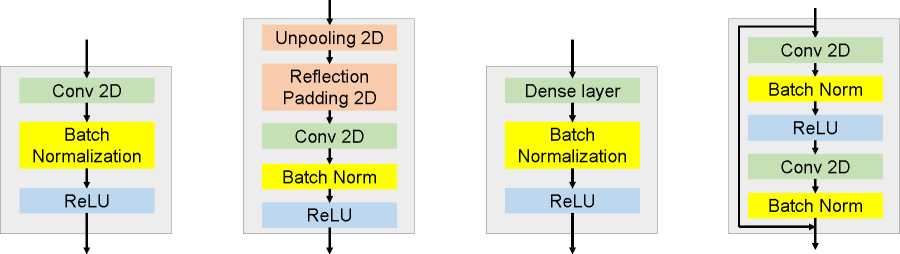 Conv 2D
Batch
Normalization
ReLU
Unpooling 2D
Reflection
Padding 2D
Conv 2D
Batch Norm
ReLU
Dense layer
Batch
Normalization
ReLU
Conv 2D
Batch Norm
ReLU
Conv 2D
Batch Norm